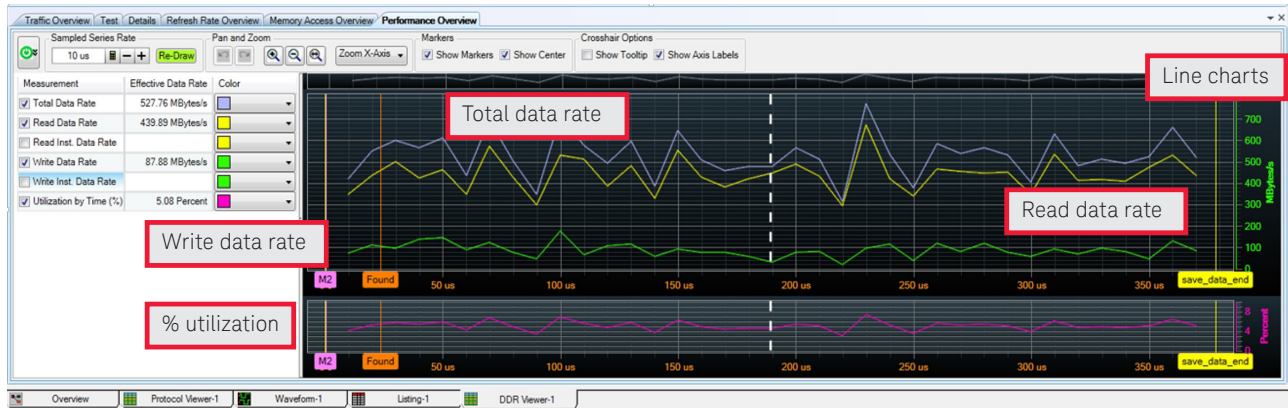 Traffic Overview Test Details Refresh Rate Overview Memory Access Overview Performance Overview
Sampled Series Rate Pan and Zoom Markers Crosshair Options
10 us Re-Draw Zoom X-Axis Show Markers Show Center Show Tooltip Show Axis Labels
Measurement Effective Data Rate Color
Total Data Rate 527.76 MBytes/s
Read Data Rate 439.89 MBytes/s
Read Inst. Data Rate
Write Data Rate 87.88 MBytes/s
Write Inst. Data Rate
Utilization by Time (%) 5.08 Percent
Line charts
Total data rate
Read data rate
Write data rate
% utilization
700
600
500
400
300
200
100
0
MBytes/s
M2 Found 50 us 100 us 150 us 200 us 250 us 300 us 350 us save_data_end
8
4
0
Percent
M2 Found 50 us 100 us 150 us 200 us 250 us 300 us 350 us save_data_end
Overview Protocol Viewer-1 Waveform-1 Listing-1 DDR Viewer-1